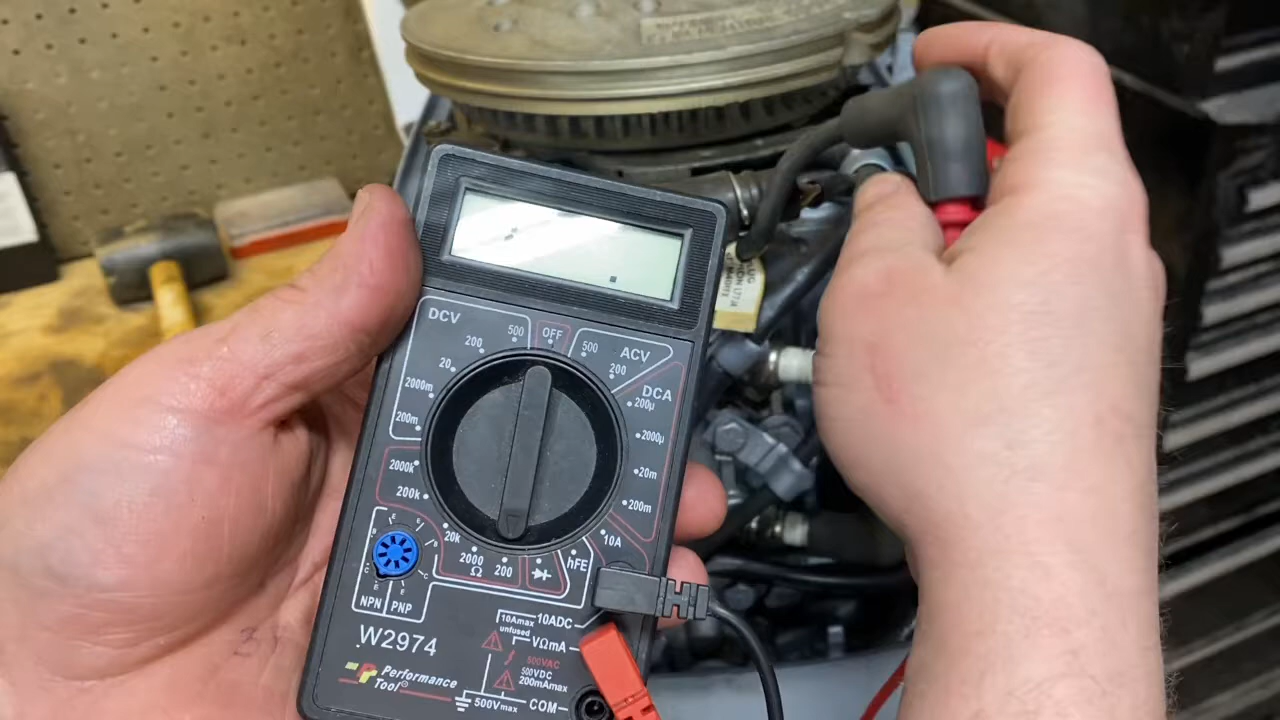 DCV
500
OFF
500
ACV
200
200
20
DCA
200µ
2000m
2000µ
200m
20m
2000k
200m
200k
20k
10A
2000
Ω
200
hFE
E
E
B
B
C
C
E
E
NPN
PNP
10Amax
unfused
10ADC
VΩmA
W2974
500VAC
500VDC
200mAmax
Performance
Tool
500Vmax
COM